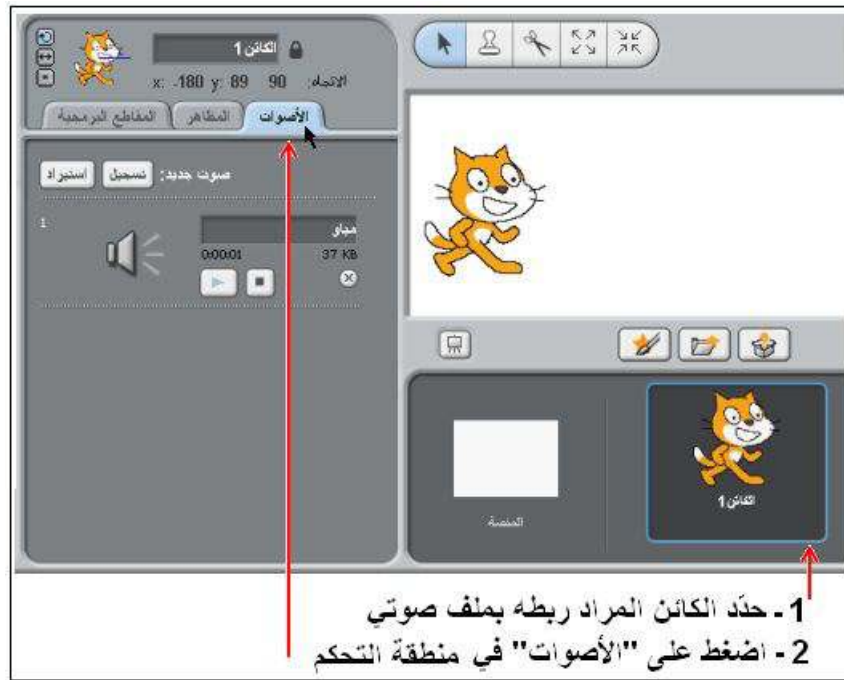 الكائن 1
x: -180 y: 89 90 :الاتجاه
المقاطع البرمجية المظاهر الأصوات
صوت جديد: تسجيل استيراد
1
مياو
0:00:01 37 KB
المنصة
الكائن 1
1- حدّد الكائن المراد ربطه بملف صوتي
2- اضغط على "الأصوات" في منطقة التحكم